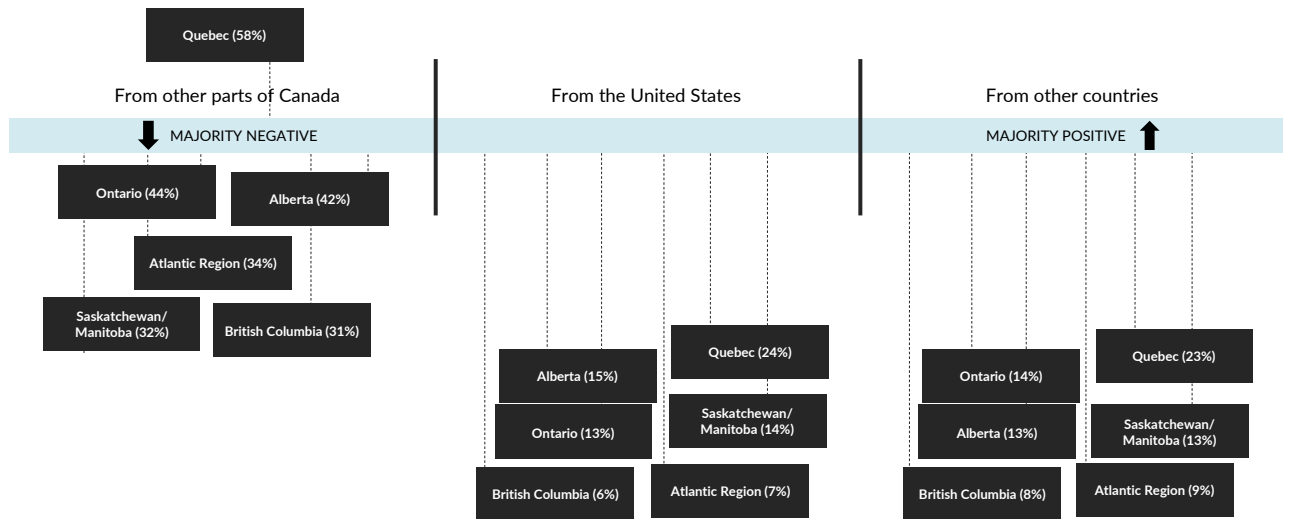 Quebec (58%)
From other parts of Canada
MAJORITY NEGATIVE
Ontario (44%)
Alberta (42%)
Atlantic Region (34%)
Saskatchewan/
Manitoba (32%)
British Columbia (31%)
From the United States
Quebec (24%)
Alberta (15%)
Saskatchewan/
Manitoba (14%)
Ontario (13%)
Atlantic Region (7%)
British Columbia (6%)
From other countries
MAJORITY POSITIVE
Quebec (23%)
Ontario (14%)
Saskatchewan/
Manitoba (13%)
Alberta (13%)
Atlantic Region (9%)
British Columbia (8%)